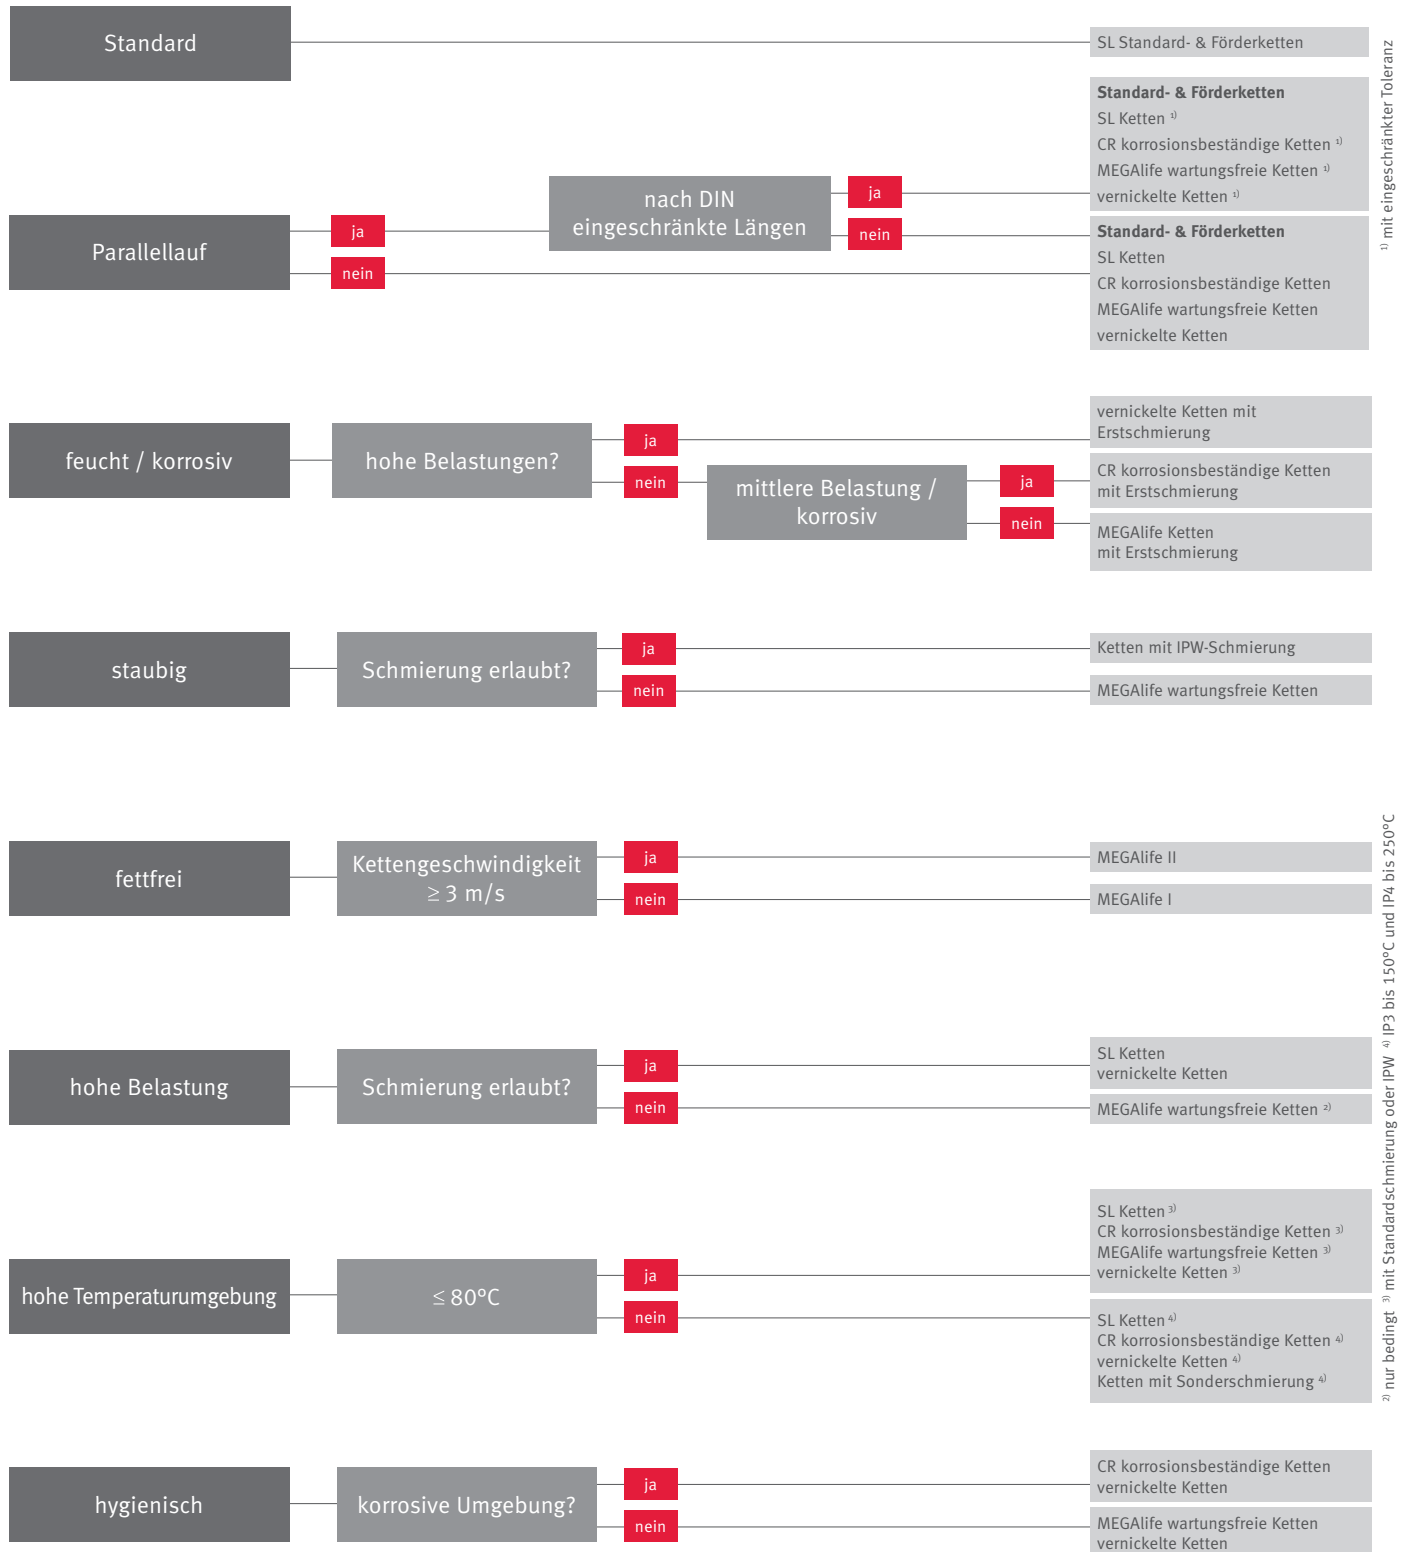 Standard
SL Standard- & Förderketten
Parallellauf
ja
nein
nach DIN
eingeschränkte Längen
ja
nein
Standard- & Förderketten
SL Ketten ¹⁾
CR korrosionsbeständige Ketten ¹⁾
MEGAlife wartungsfreie Ketten ¹⁾
vernickelte Ketten ¹⁾
Standard- & Förderketten
SL Ketten
CR korrosionsbeständige Ketten
MEGAlife wartungsfreie Ketten
vernickelte Ketten
¹⁾ mit eingeschränkter Toleranz
feucht / korrosiv
hohe Belastungen?
ja
nein
mittlere Belastung /
korrosiv
ja
nein
vernickelte Ketten mit
Erstschmierung
CR korrosionsbeständige Ketten
mit Erstschmierung
MEGAlife Ketten
mit Erstschmierung
staubig
Schmierung erlaubt?
ja
nein
Ketten mit IPW-Schmierung
MEGAlife wartungsfreie Ketten
fettfrei
Kettengeschwindigkeit
≥ 3 m/s
ja
nein
MEGAlife II
MEGAlife I
hohe Belastung
Schmierung erlaubt?
ja
nein
SL Ketten
vernickelte Ketten
MEGAlife wartungsfreie Ketten ²⁾
hohe Temperaturumgebung
≤ 80°C
ja
nein
SL Ketten ³⁾
CR korrosionsbeständige Ketten ³⁾
MEGAlife wartungsfreie Ketten ³⁾
vernickelte Ketten ³⁾
SL Ketten ⁴⁾
CR korrosionsbeständige Ketten ⁴⁾
vernickelte Ketten ⁴⁾
Ketten mit Sonderschmierung ⁴⁾
hygienisch
korrosive Umgebung?
ja
nein
CR korrosionsbeständige Ketten
vernickelte Ketten
MEGAlife wartungsfreie Ketten
vernickelte Ketten
²⁾ nur bedingt ³⁾ mit Standardschmierung oder IPW ⁴⁾ IP3 bis 150°C und IP4 bis 250°C